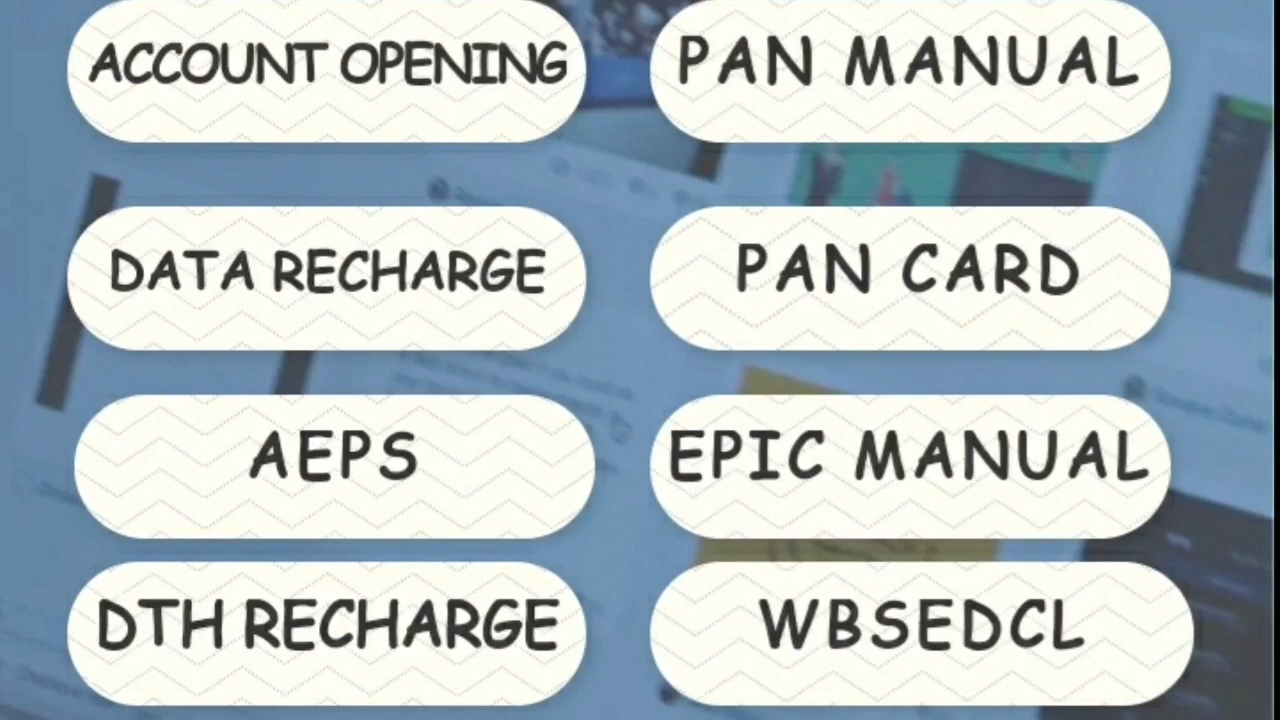 ACCOUNT OPENING
PAN MANUAL
DATA RECHARGE
PAN CARD
AEPS
EPIC MANUAL
DTH RECHARGE
WBSEDCL